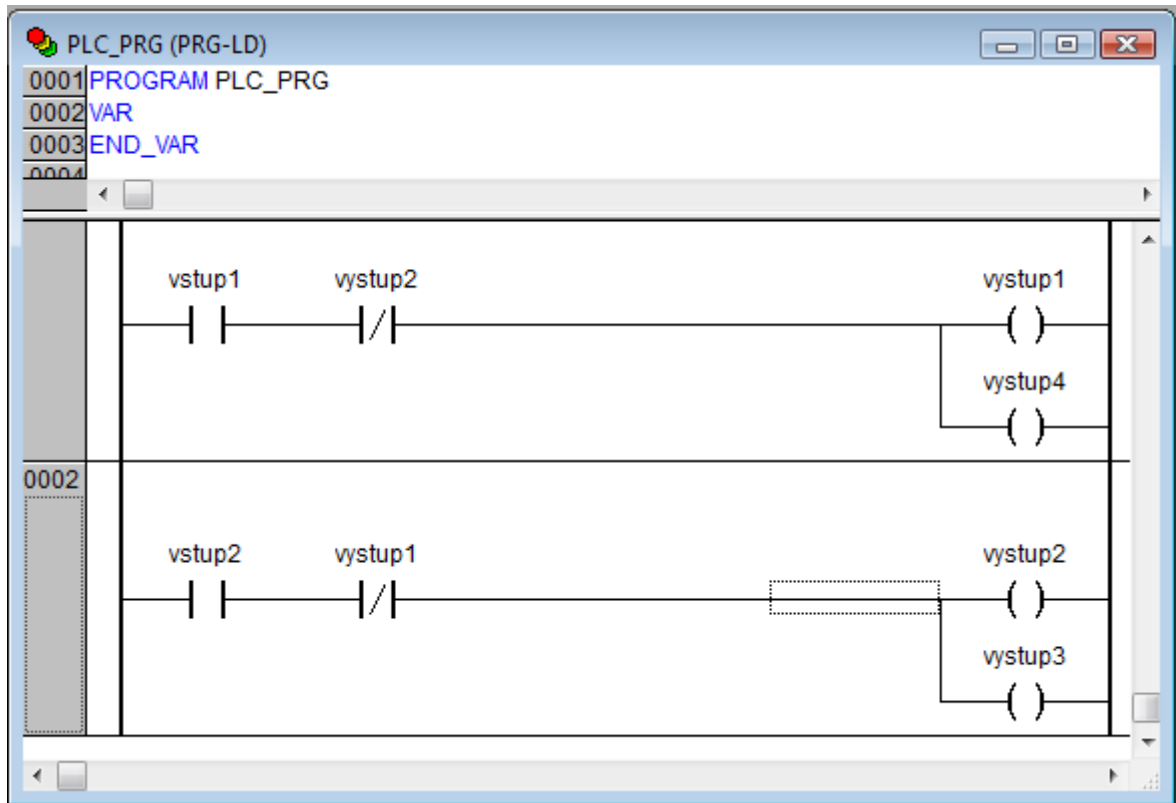 PLC_PRG (PRG-LD)
0001 PROGRAM PLC_PRG
0002 VAR
0003 END_VAR
0004
vstup1 vystup2 vystup1
vystup4
0002
vstup2 vystup1 vystup2
vystup3